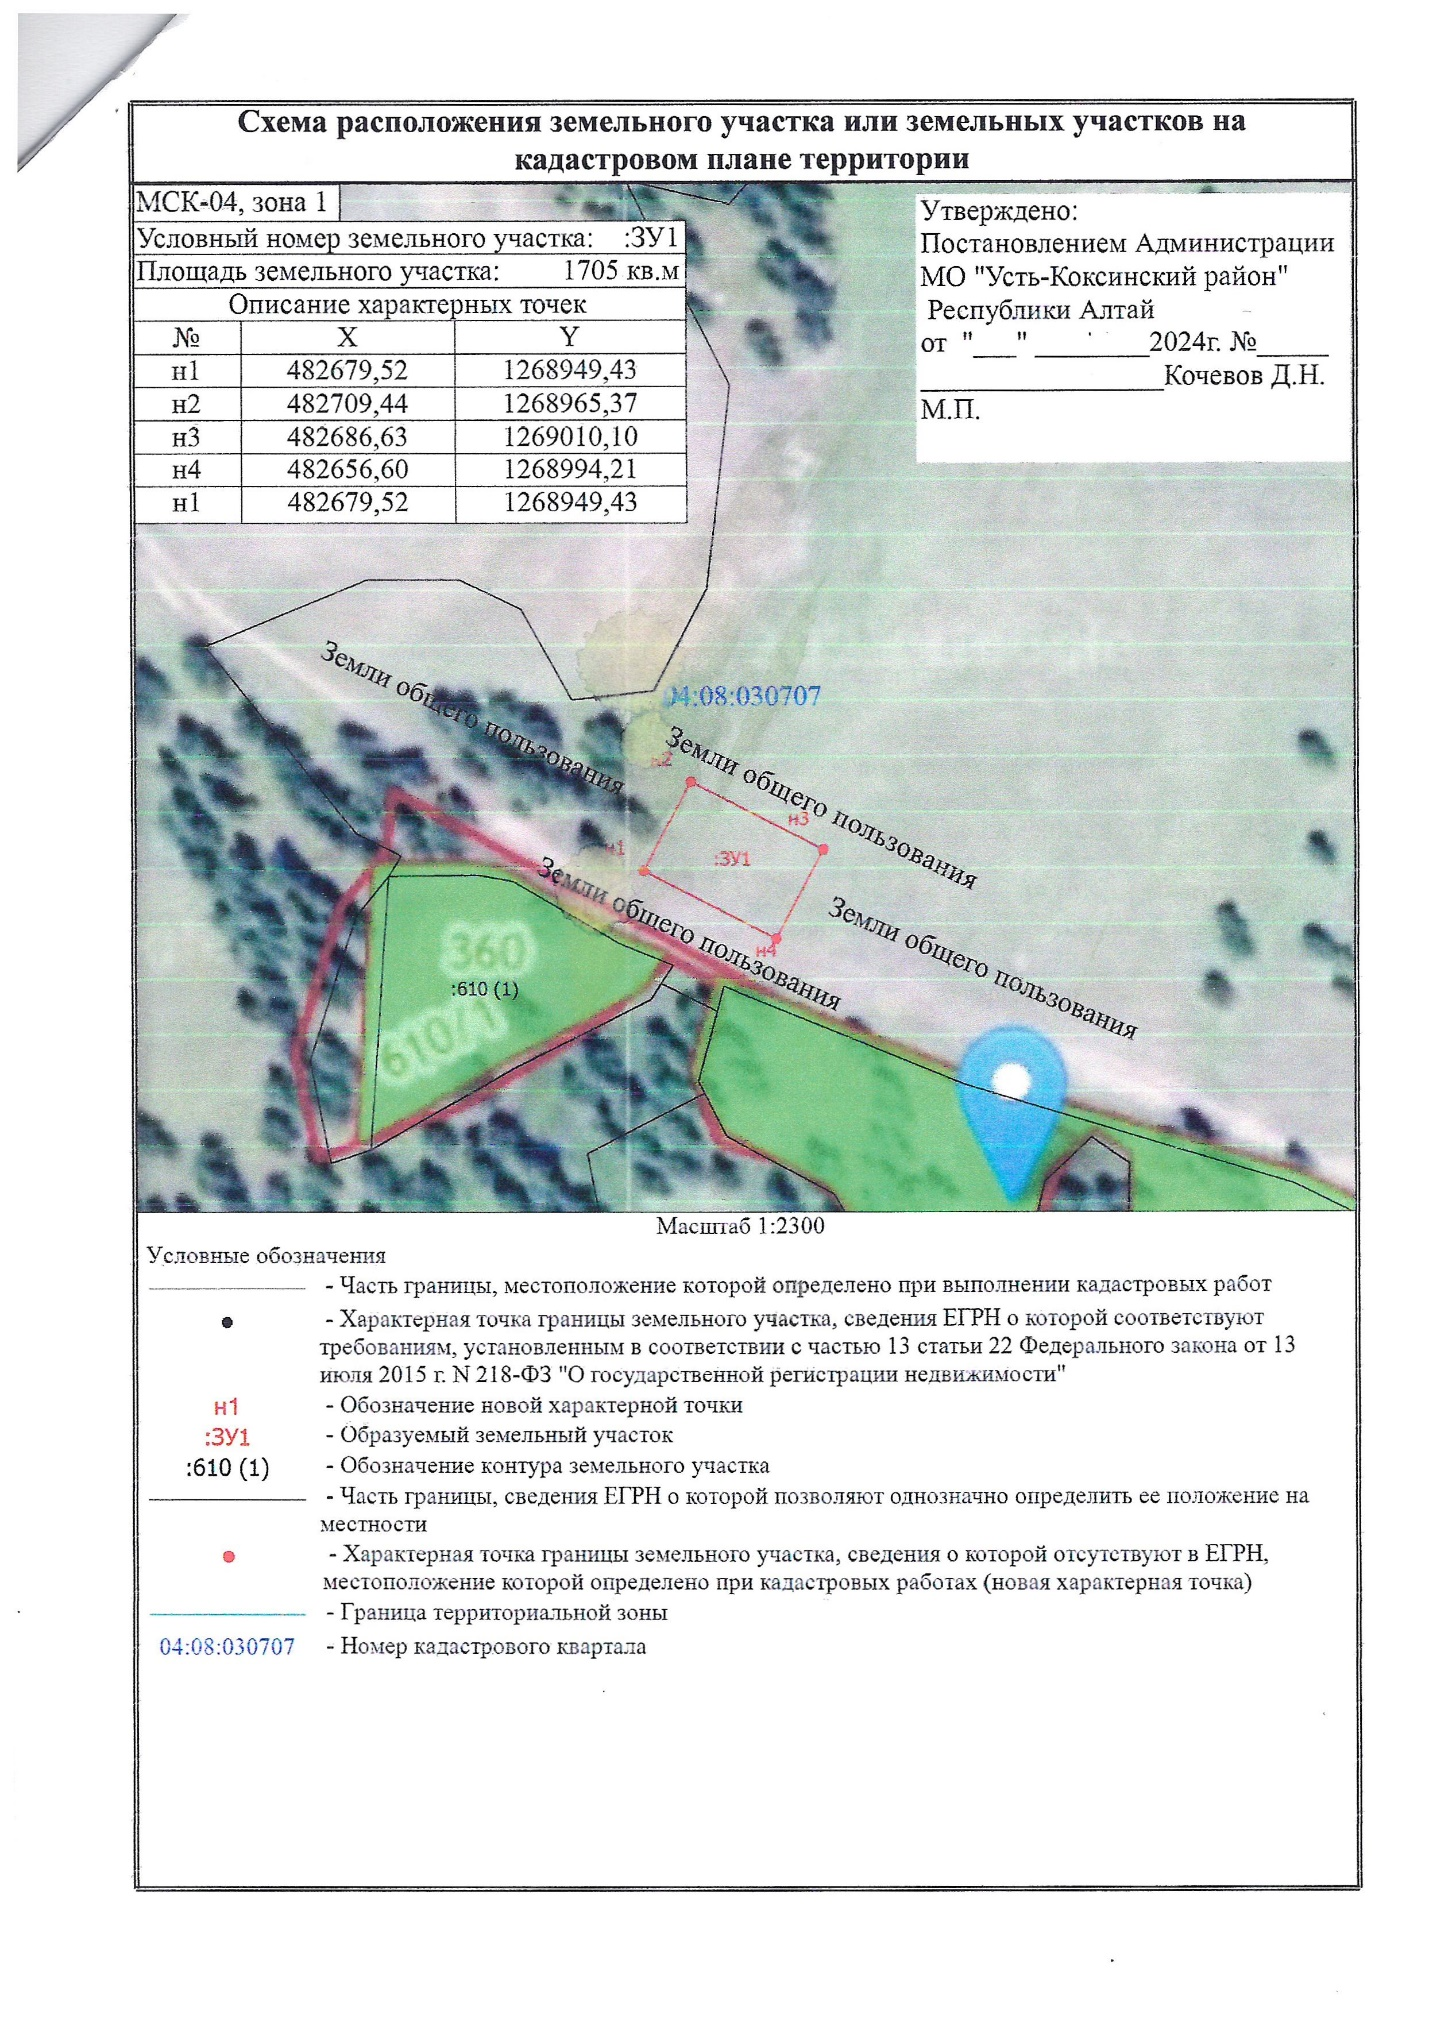 Схема расположения земельного участка или земельных участков на
кадастровом плане территории
МСК-04, зона 1
Условный номер земельного участка: :ЗУ1
Площадь земельного участка: 1705 кв.м
Описание характерных точек
№ X Y
н1 482679,52 1268949,43
н2 482709,44 1268965,37
н3 482686,63 1269010,10
н4 482656,60 1268994,21
н1 482679,52 1268949,43
Утверждено:
Постановлением Администрации
МО "Усть-Коксинский район"
Республики Алтай
от "___" ________2024г. №_____
_________________Кочевов Д.Н.
М.П.
Земли общего пользования
04:08:030707
Земли общего пользования
н2
н3
н1
:ЗУ1
Земли общего пользования
н4
Земли общего пользования
360
:610 (1)
610/1
Масштаб 1:2300
Условные обозначения
- Часть границы, местоположение которой определено при выполнении кадастровых работ
- Характерная точка границы земельного участка, сведения ЕГРН о которой соответствуют
требованиям, установленным в соответствии с частью 13 статьи 22 Федерального закона от 13
июля 2015 г. N 218-ФЗ "О государственной регистрации недвижимости"
н1 - Обозначение новой характерной точки
:ЗУ1 - Образуемый земельный участок
:610 (1) - Обозначение контура земельного участка
- Часть границы, сведения ЕГРН о которой позволяют однозначно определить ее положение на
местности
- Характерная точка границы земельного участка, сведения о которой отсутствуют в ЕГРН,
местоположение которой определено при кадастровых работах (новая характерная точка)
- Граница территориальной зоны
04:08:030707 - Номер кадастрового квартала